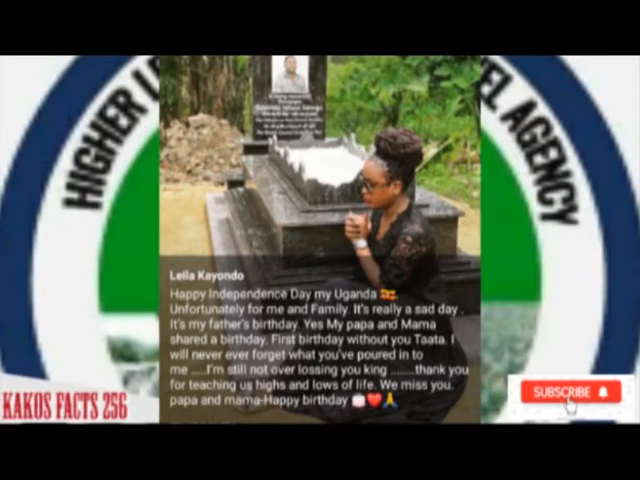 HIGHER L
EL AGENCY
Leila Kayondo
Happy Independence Day my Uganda 🇺🇬.
Unfortunately for me and Family. It's really a sad day .
it's my father's birthday. Yes My papa and Mama
shared a birthday. First birthday without you Taata. I
will never ever forget what you've poured in to
me .....I'm still not over lossing you king .........thank you
for teaching us highs and lows of life. We miss you.
papa and mama-Happy birthday 🎂❤️🙏
KAKOS FACTS 256
SUBSCRIBE